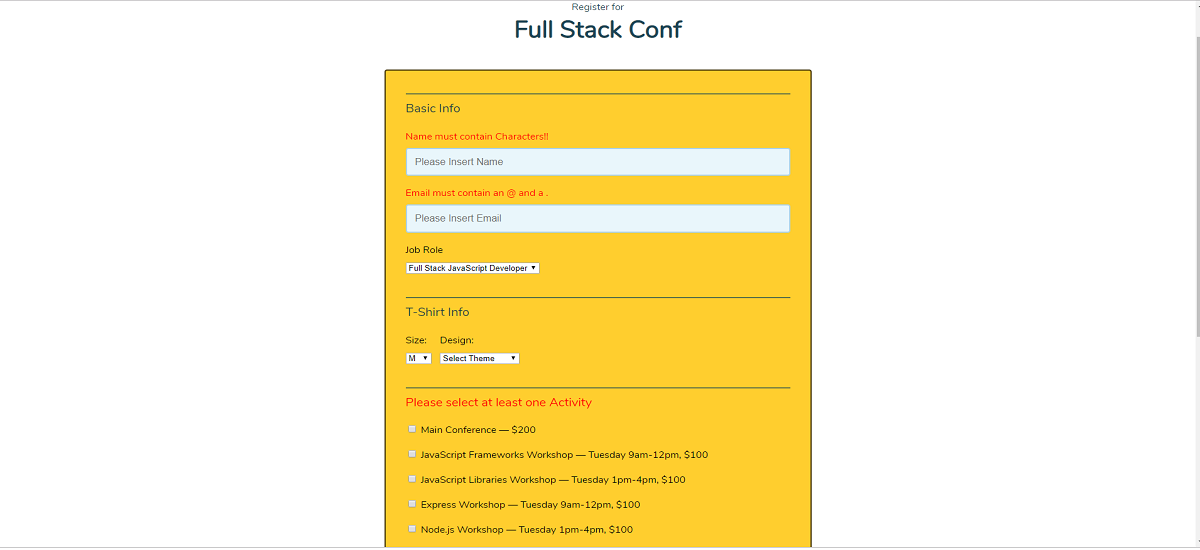 Register for
Full Stack Conf
Basic Info
Name must contain Characters!!
Please Insert Name
Email must contain an @ and a .
Please Insert Email
Job Role
Full Stack JavaScript Developer
T-Shirt Info
Size: Design:
M Select Theme
Please select at least one Activity
Main Conference — $200
JavaScript Frameworks Workshop — Tuesday 9am-12pm, $100
JavaScript Libraries Workshop — Tuesday 1pm-4pm, $100
Express Workshop — Tuesday 9am-12pm, $100
Node.js Workshop — Tuesday 1pm-4pm, $100